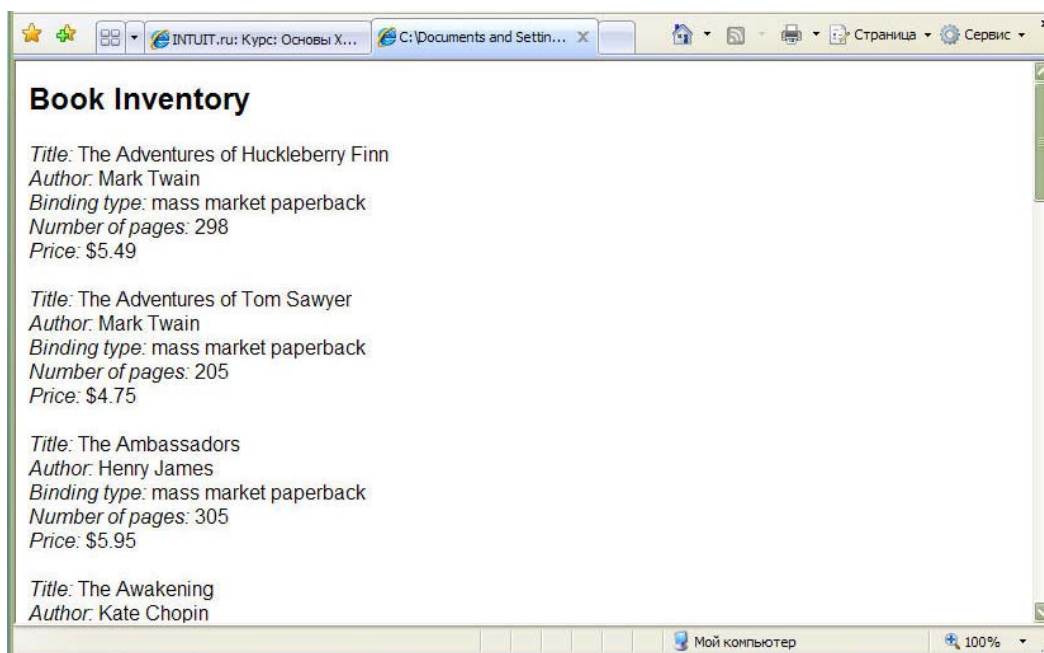 INTUIT.ru: Курс: Основы X... C:\Documents and Settin... Страница Сервис
Book Inventory
Title: The Adventures of Huckleberry Finn
Author: Mark Twain
Binding type: mass market paperback
Number of pages: 298
Price: $5.49
Title: The Adventures of Tom Sawyer
Author: Mark Twain
Binding type: mass market paperback
Number of pages: 205
Price: $4.75
Title: The Ambassadors
Author: Henry James
Binding type: mass market paperback
Number of pages: 305
Price: $5.95
Title: The Awakening
Author: Kate Chopin
Мой компьютер 100%